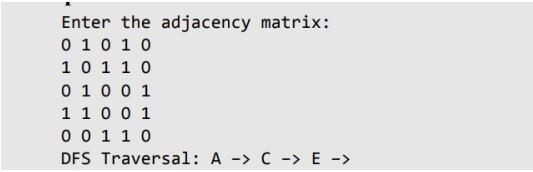 Enter the adjacency matrix:
0 1 0 1 0
1 0 1 1 0
0 1 0 0 1
1 1 0 0 1
0 0 1 1 0
DFS Traversal: A -> C -> E ->